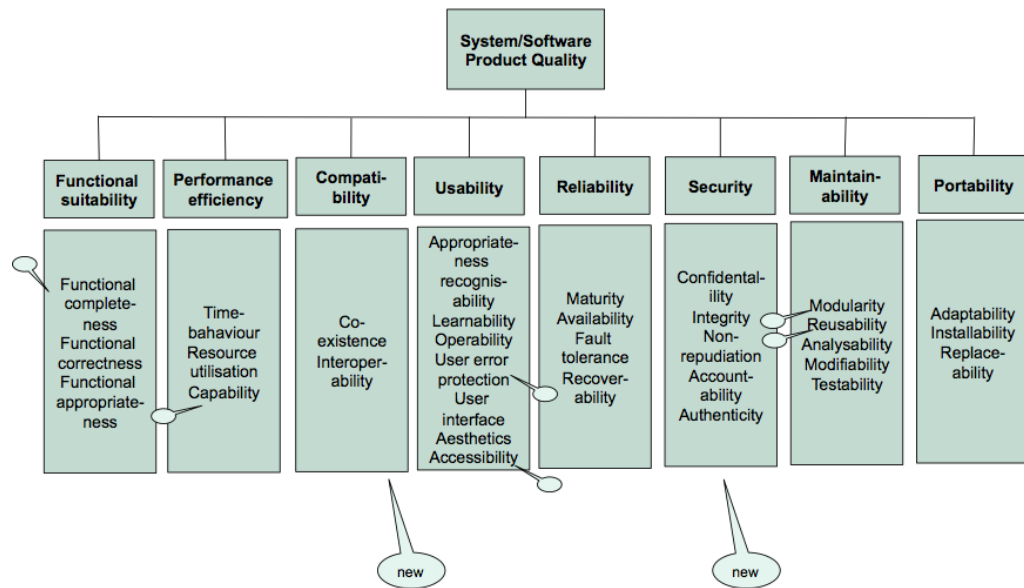 System/Software
Product Quality
Functional
suitability
Performance
efficiency
Compati-
bility
Usability
Reliability
Security
Maintain-
ability
Portability
Functional
complete-
ness
Functional
correctness
Functional
appropriate-
ness
Time-
bahaviour
Resource
utilisation
Capability
Co-
existence
Interoper-
ability
Appropriate-
ness
recognis-
ability
Learnability
Operability
User error
protection
User
interface
Aesthetics
Accessibility
Maturity
Availability
Fault
tolerance
Recover-
ability
Confidental-
ility
Integrity
Non-
repudiation
Account-
ability
Authenticity
Modularity
Reusability
Analysability
Modifiability
Testability
Adaptability
Installability
Replace-
ability
new
new